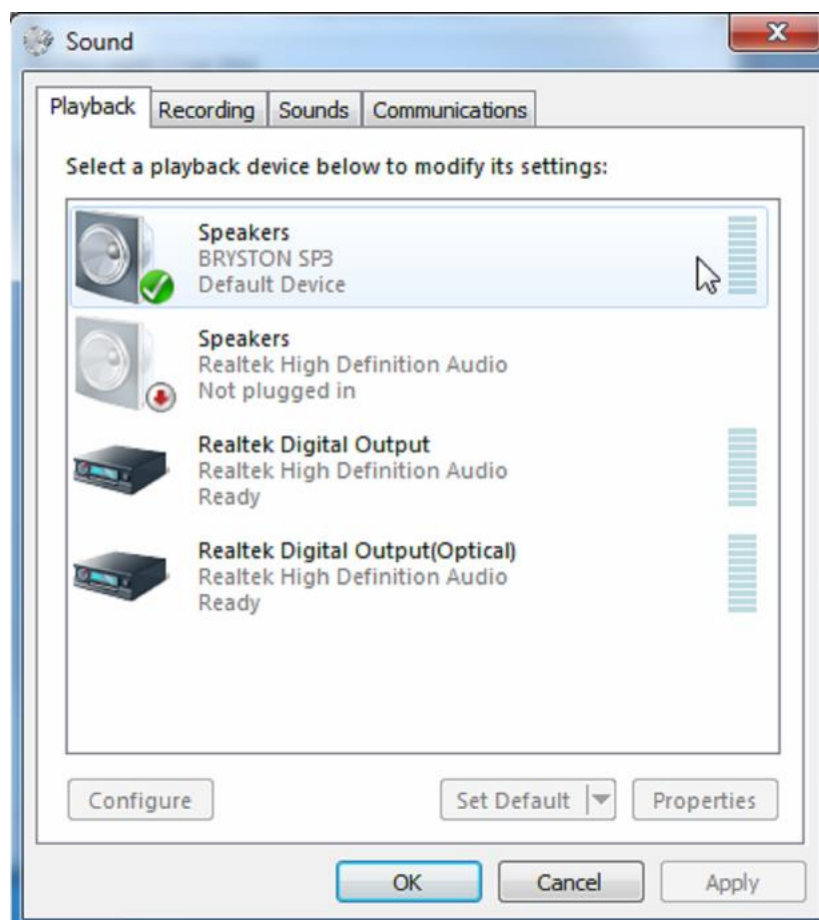 Sound
Playback Recording Sounds Communications
Select a playback device below to modify its settings:
Speakers
BRYSTON SP3
Default Device
Speakers
Realtek High Definition Audio
Not plugged in
Realtek Digital Output
Realtek High Definition Audio
Ready
Realtek Digital Output(Optical)
Realtek High Definition Audio
Ready
Configure Set Default Properties
OK Cancel Apply